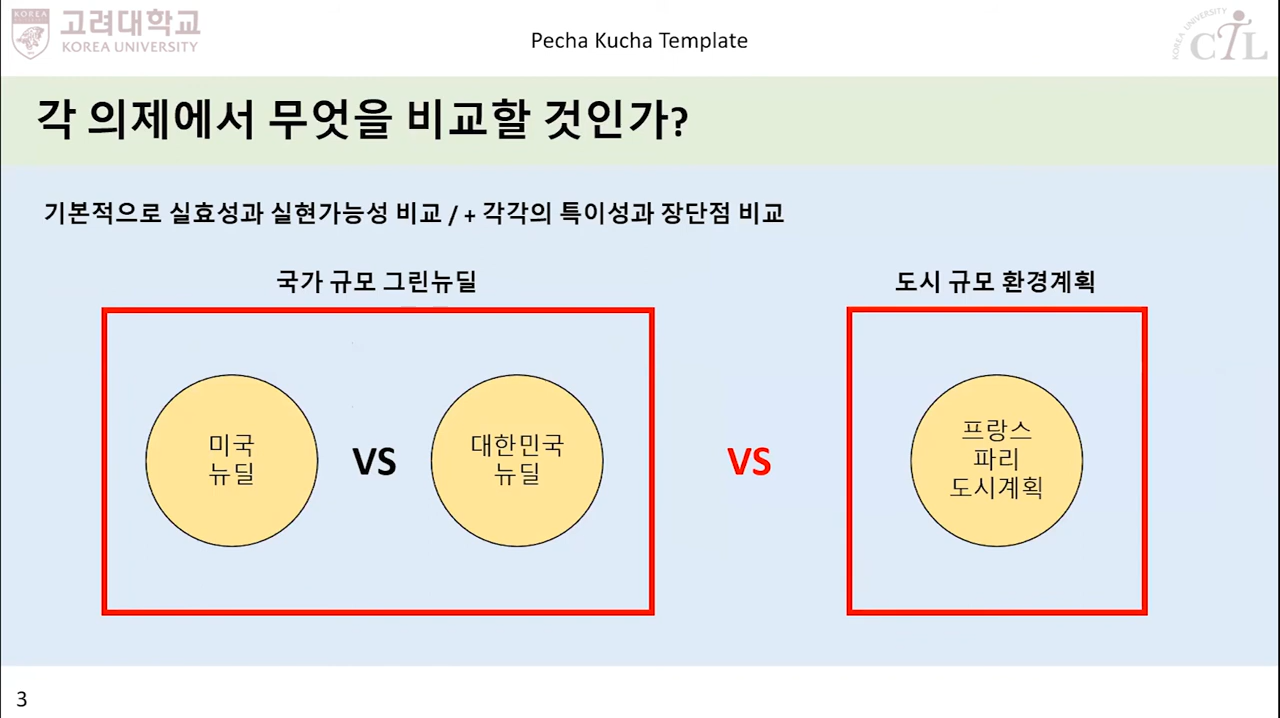 고려대학교
KOREA UNIVERSITY
Pecha Kucha Template
KOREA UNIVERSITY
CTL
각 의제에서 무엇을 비교할 것인가?
기본적으로 실효성과 실현가능성 비교 / + 각각의 특이성과 장단점 비교
국가 규모 그린뉴딜
도시 규모 환경계획
미국
뉴딜
VS
대한민국
뉴딜
VS
프랑스
파리
도시계획
3